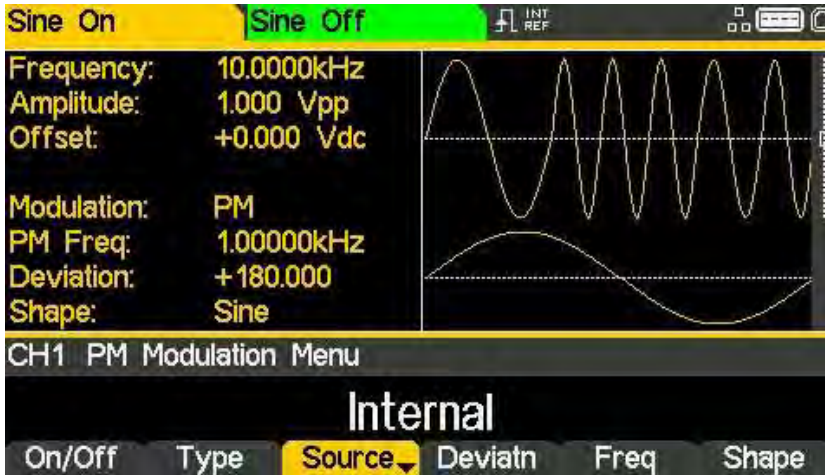 Sine On Sine Off INT REF
Frequency: 10.0000kHz
Amplitude: 1.000 Vpp
Offset: +0.000 Vdc
Modulation: PM
PM Freq: 1.00000kHz
Deviation: +180.000
Shape: Sine
CH1 PM Modulation Menu
Internal
On/Off Type Source Deviatn Freq Shape